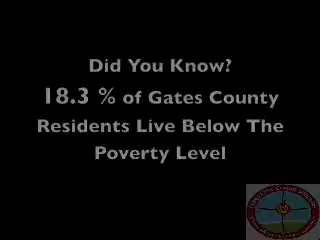 Did You Know?
18.3 % of Gates County
Residents Live Below The
Poverty Level